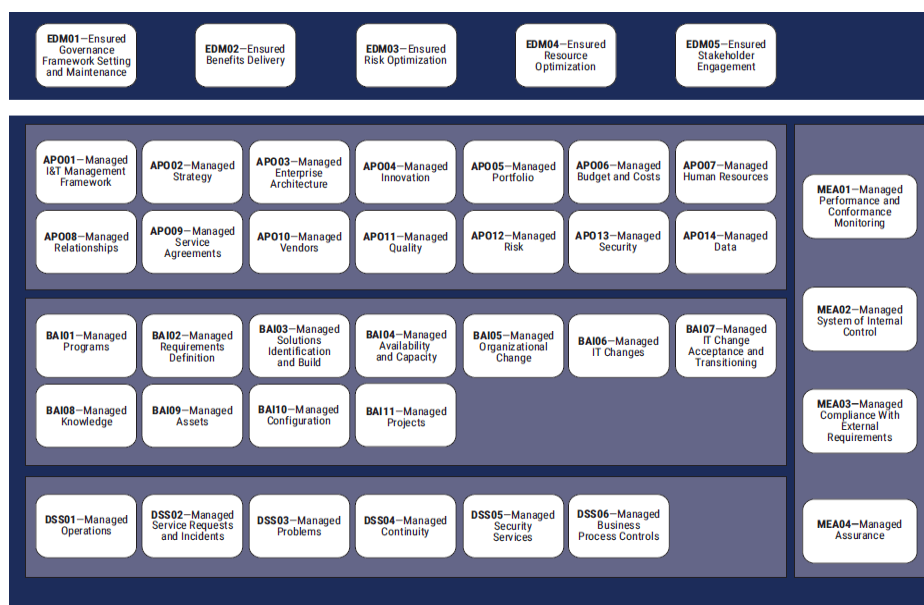 EDM01—Ensured
Governance
Framework Setting
and Maintenance
EDM02—Ensured
Benefits Delivery
EDM03—Ensured
Risk Optimization
EDM04—Ensured
Resource
Optimization
EDM05—Ensured
Stakeholder
Engagement
APO01—Managed
I&T Management
Framework
APO02—Managed
Strategy
APO03—Managed
Enterprise
Architecture
APO04—Managed
Innovation
APO05—Managed
Portfolio
APO06—Managed
Budget and Costs
APO07—Managed
Human Resources
APO08—Managed
Relationships
APO09—Managed
Service
Agreements
APO10—Managed
Vendors
APO11—Managed
Quality
APO12—Managed
Risk
APO13—Managed
Security
APO14—Managed
Data
BAI01—Managed
Programs
BAI02—Managed
Requirements
Definition
BAI03—Managed
Solutions
Identification
and Build
BAI04—Managed
Availability
and Capacity
BAI05—Managed
Organizational
Change
BAI06—Managed
IT Changes
BAI07—Managed
IT Change
Acceptance and
Transitioning
BAI08—Managed
Knowledge
BAI09—Managed
Assets
BAI10—Managed
Configuration
BAI11—Managed
Projects
DSS01—Managed
Operations
DSS02—Managed
Service Requests
and Incidents
DSS03—Managed
Problems
DSS04—Managed
Continuity
DSS05—Managed
Security
Services
DSS06—Managed
Business
Process Controls
MEA01—Managed
Performance and
Conformance
Monitoring
MEA02—Managed
System of Internal
Control
MEA03—Managed
Compliance With
External
Requirements
MEA04—Managed
Assurance